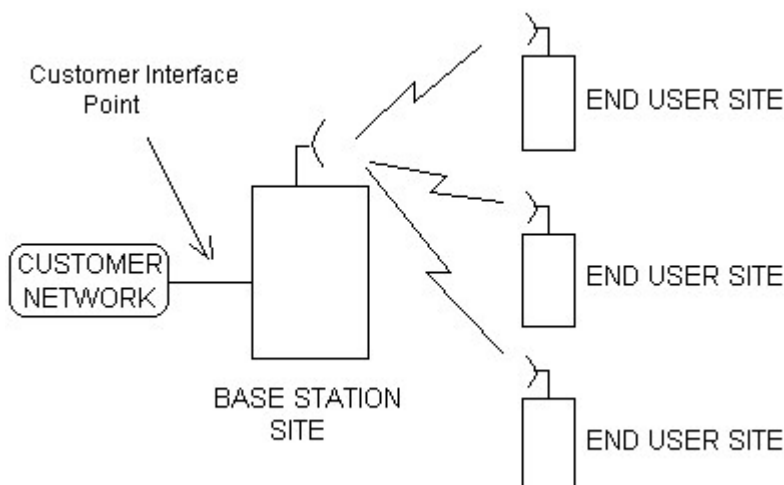 Customer Interface
Point
END USER SITE
CUSTOMER
NETWORK
END USER SITE
BASE STATION
SITE
END USER SITE